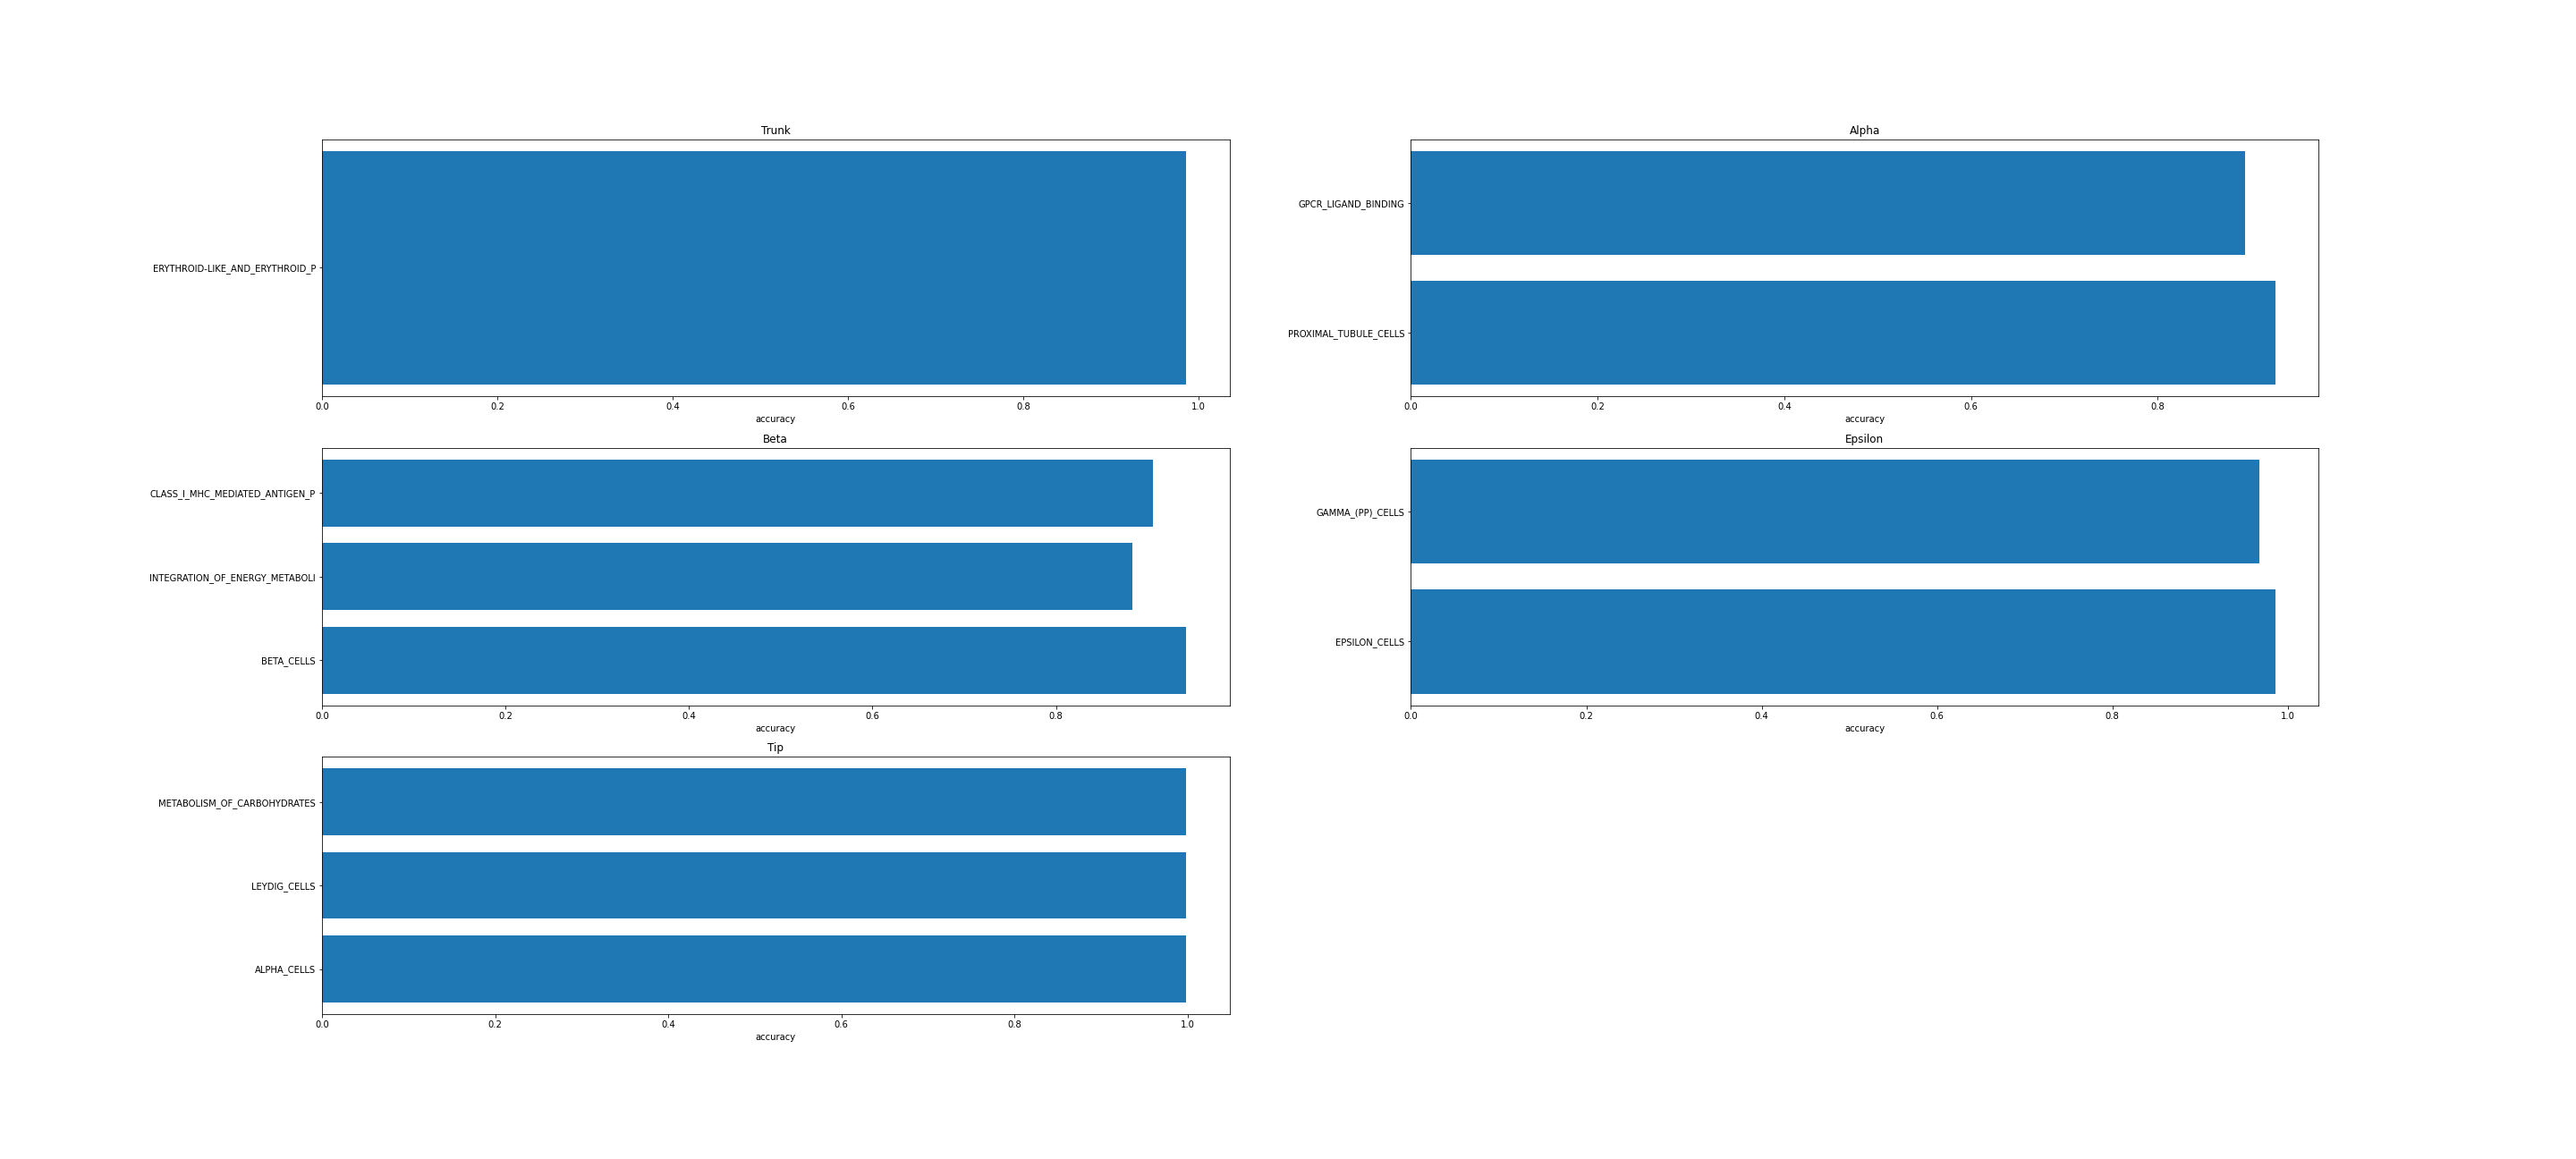 Trunk
ERYTHROID-LIKE_AND_ERYTHROID_P
0.0 0.2 0.4 0.6 0.8 1.0
accuracy
Alpha
GPCR_LIGAND_BINDING
PROXIMAL_TUBULE_CELLS
0.0 0.2 0.4 0.6 0.8
accuracy
Beta
CLASS_I_MHC_MEDIATED_ANTIGEN_P
INTEGRATION_OF_ENERGY_METABOLI
BETA_CELLS
0.0 0.2 0.4 0.6 0.8
accuracy
Epsilon
GAMMA_(PP)_CELLS
EPSILON_CELLS
0.0 0.2 0.4 0.6 0.8 1.0
accuracy
Tip
METABOLISM_OF_CARBOHYDRATES
LEYDIG_CELLS
ALPHA_CELLS
0.0 0.2 0.4 0.6 0.8 1.0
accuracy